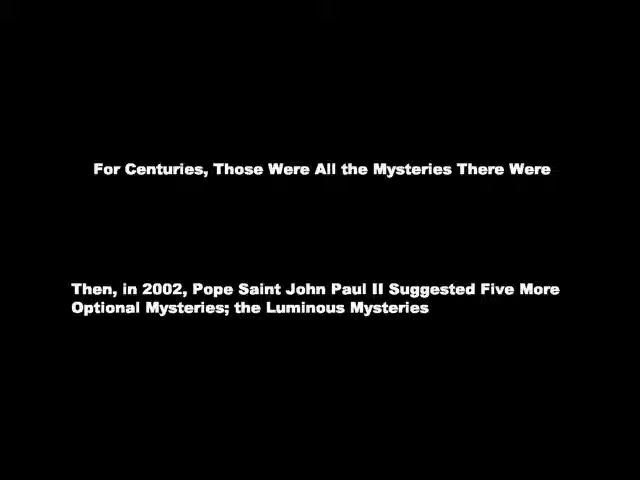 For Centuries, Those Were All the Mysteries There Were
Then, in 2002, Pope Saint John Paul II Suggested Five More
Optional Mysteries; the Luminous Mysteries